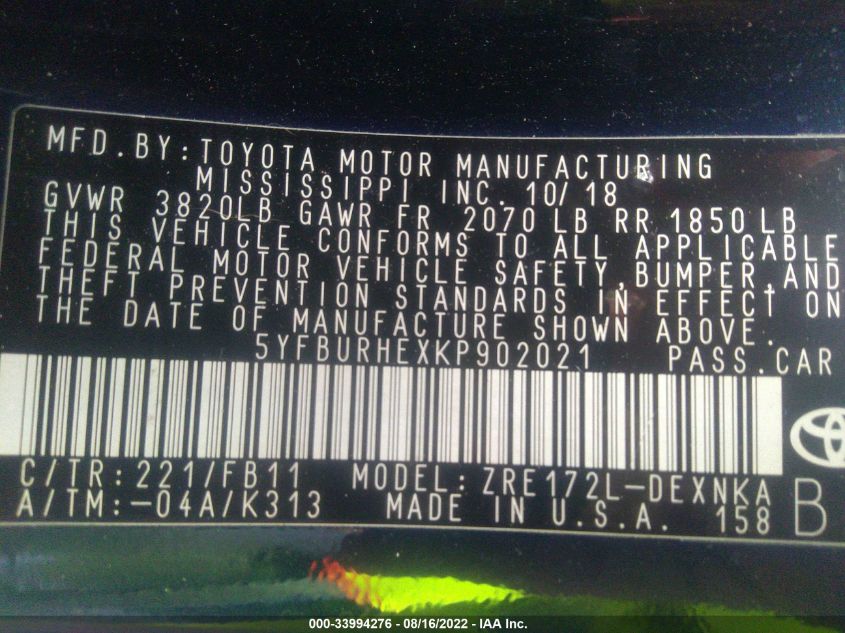 MFD.BY:TOYOTA MOTOR MANUFACTURING
MISSISSIPPI INC. 10/18
GVWR 3820LB GAWR FR 2070 LB RR 1850 LB
THIS VEHICLE CONFORMS TO ALL APPLICABLE
FEDERAL MOTOR VEHICLE SAFETY,BUMPER,AND
THEFT PREVENTION STANDARDS IN EFFECT ON
THE DATE OF MANUFACTURE SHOWN ABOVE.
5YFBURHEXKP902021 PASS.CAR
C/TR:221/FB11 MODEL:ZRE172L-DEXNKA
A/TM:-04A/K313 MADE IN U.S.A. 158 B
000-33994276 - 08/16/2022 - IAA Inc.